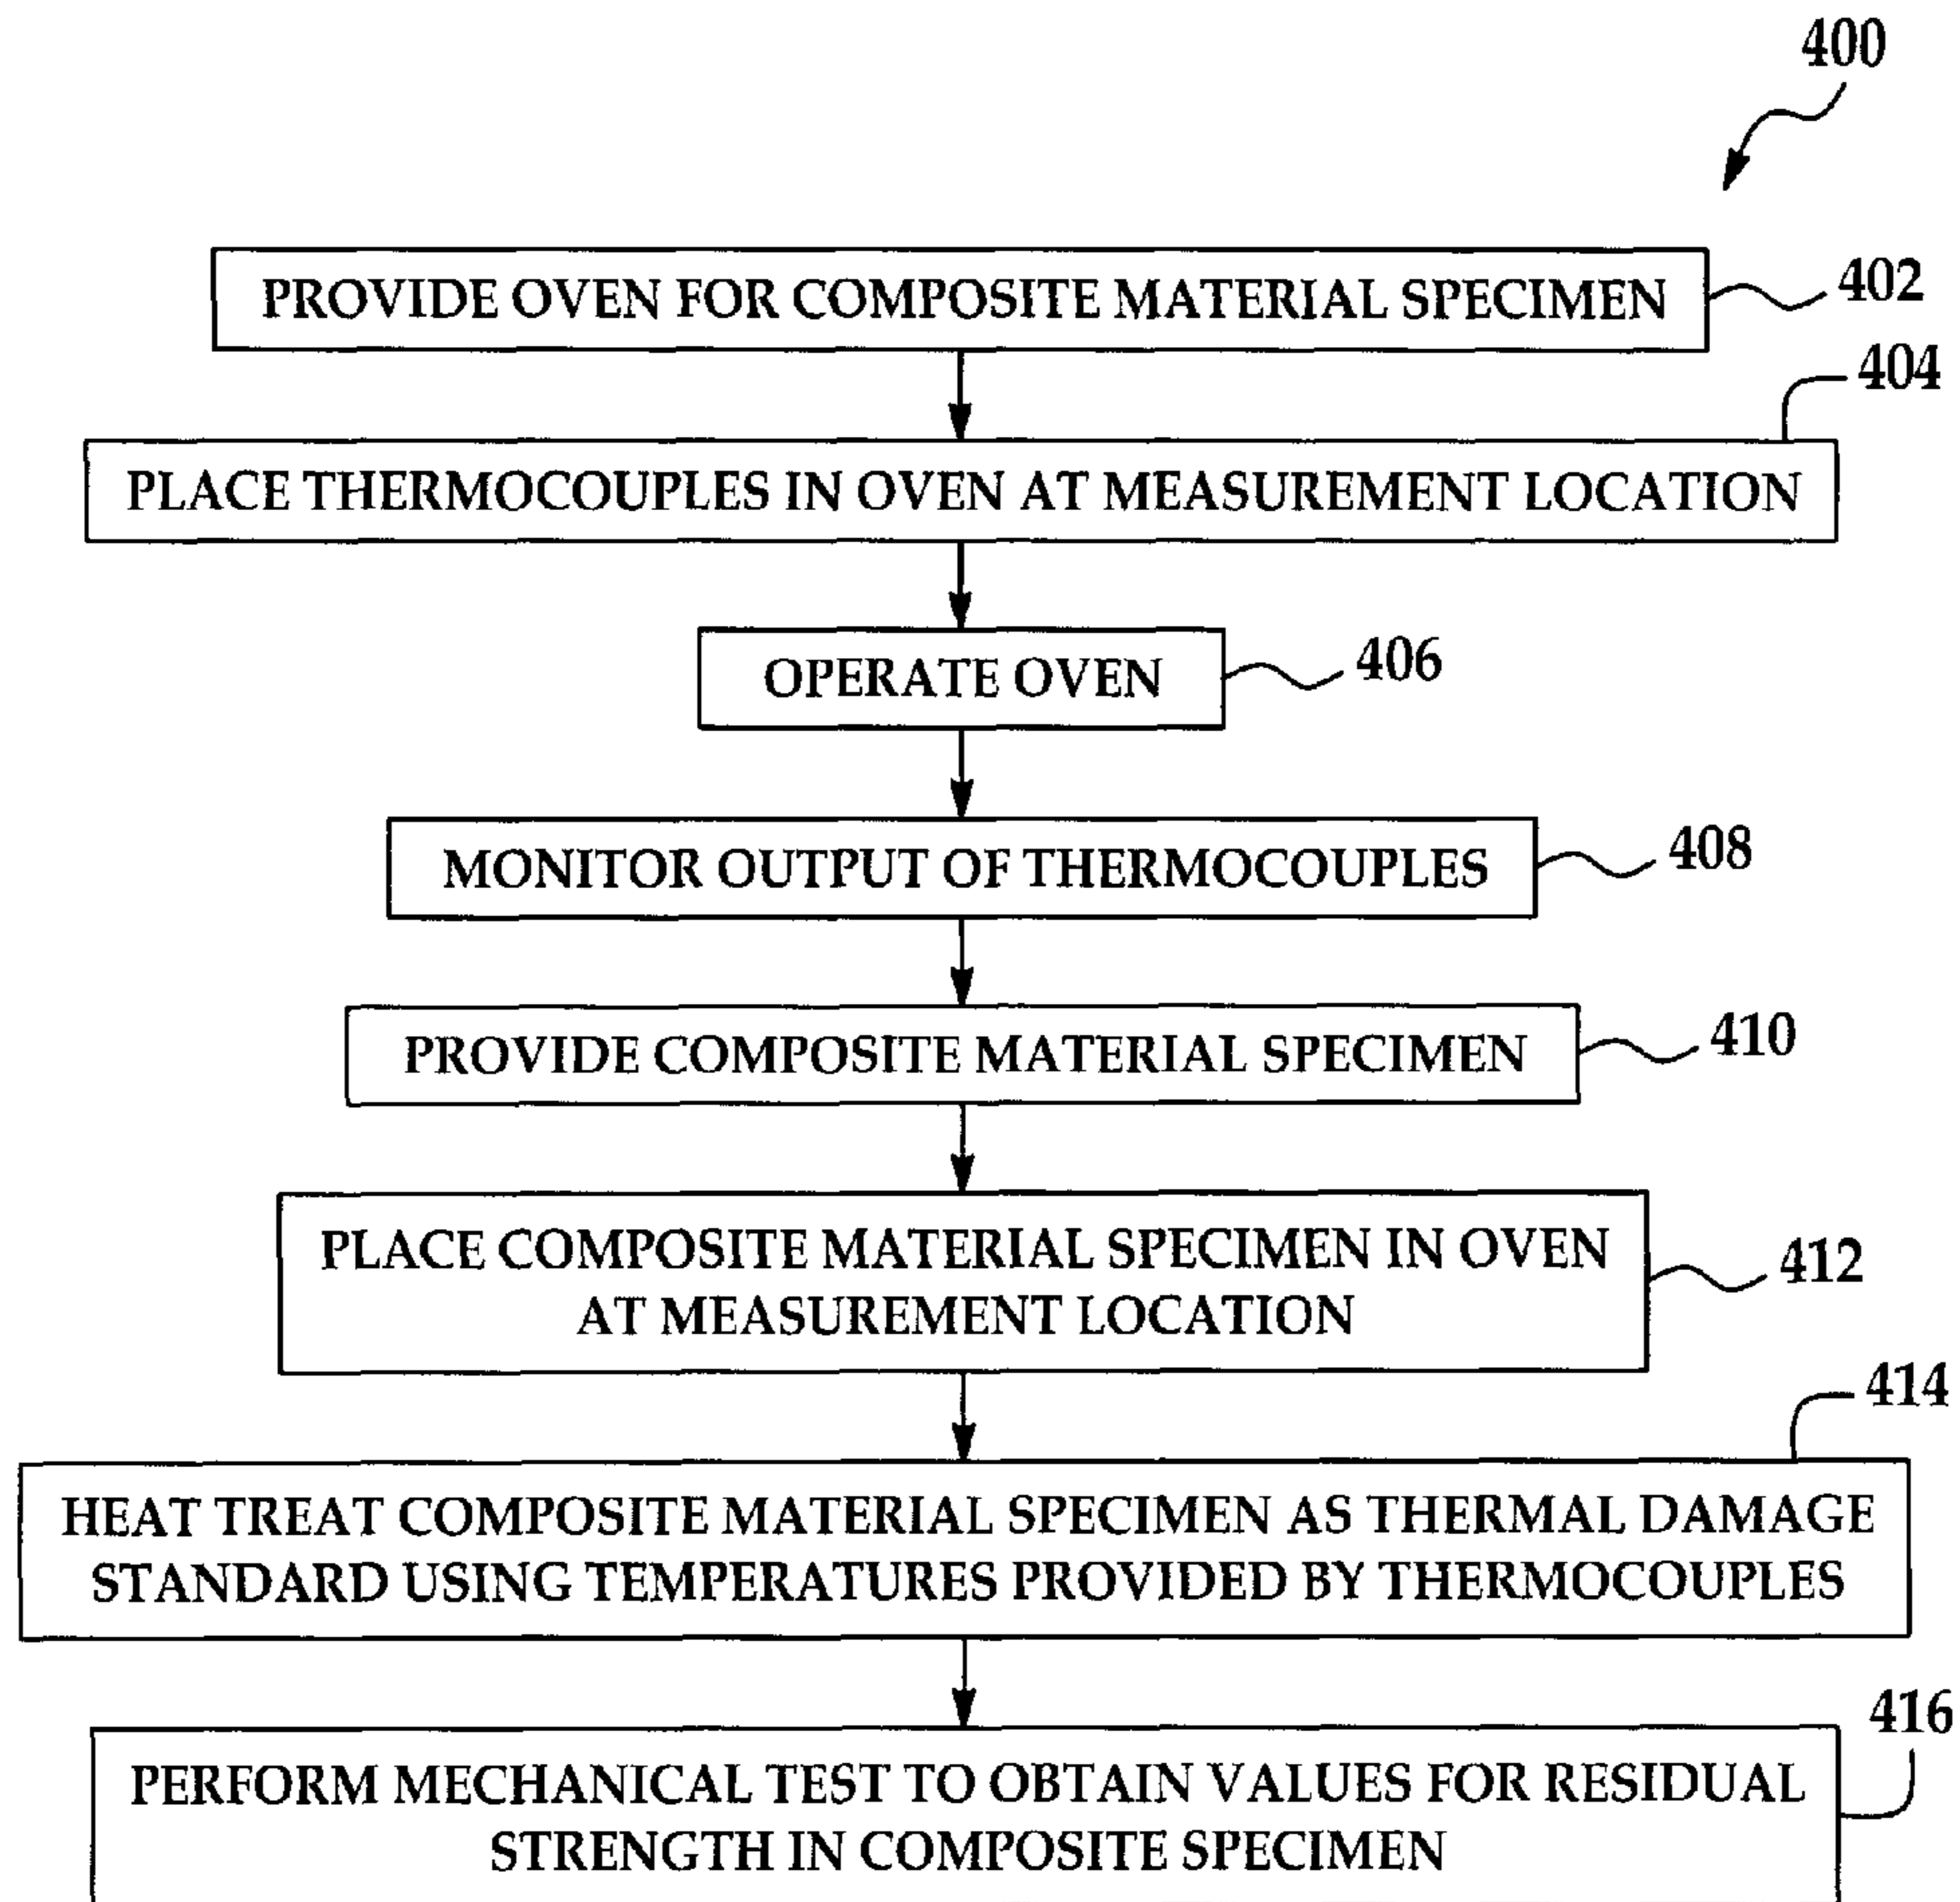 400
PROVIDE OVEN FOR COMPOSITE MATERIAL SPECIMEN
402
404
PLACE THERMOCOUPLES IN OVEN AT MEASUREMENT LOCATION
OPERATE OVEN
406
MONITOR OUTPUT OF THERMOCOUPLES
408
PROVIDE COMPOSITE MATERIAL SPECIMEN
410
PLACE COMPOSITE MATERIAL SPECIMEN IN OVEN
AT MEASUREMENT LOCATION
412
414
HEAT TREAT COMPOSITE MATERIAL SPECIMEN AS THERMAL DAMAGE
STANDARD USING TEMPERATURES PROVIDED BY THERMOCOUPLES
416
PERFORM MECHANICAL TEST TO OBTAIN VALUES FOR RESIDUAL
STRENGTH IN COMPOSITE SPECIMEN